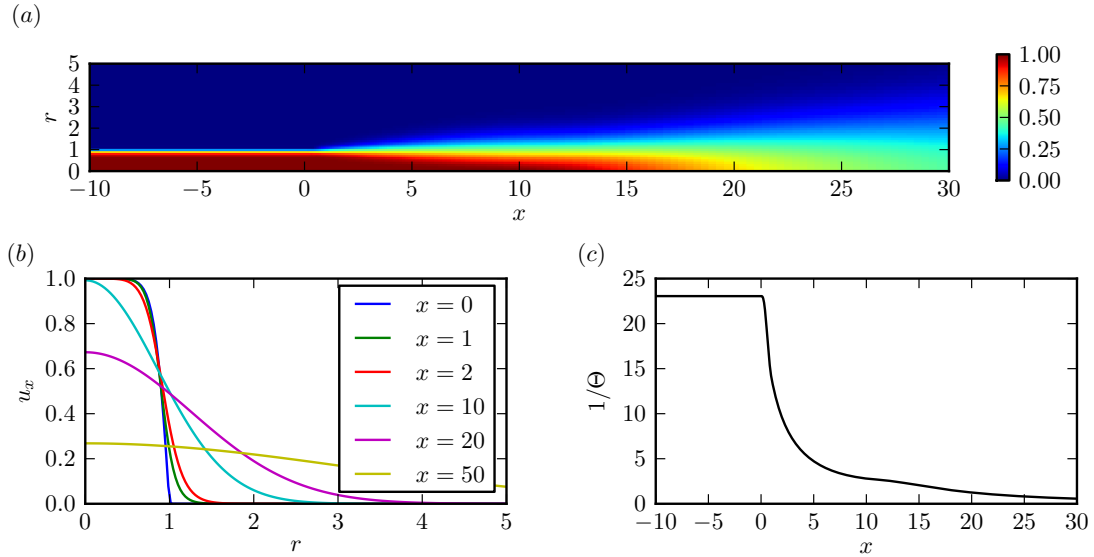 (a)
5
4
3
2
1
0
r
−10 −5 0 5 10 15 20 25 30
x
1.00
0.75
0.50
0.25
0.00
(b)
1.0
0.8
0.6
0.4
0.2
0.0
u_x
0 1 2 3 4 5
r
x = 0
x = 1
x = 2
x = 10
x = 20
x = 50
(c)
25
20
15
10
5
0
1/Θ
−10 −5 0 5 10 15 20 25 30
x